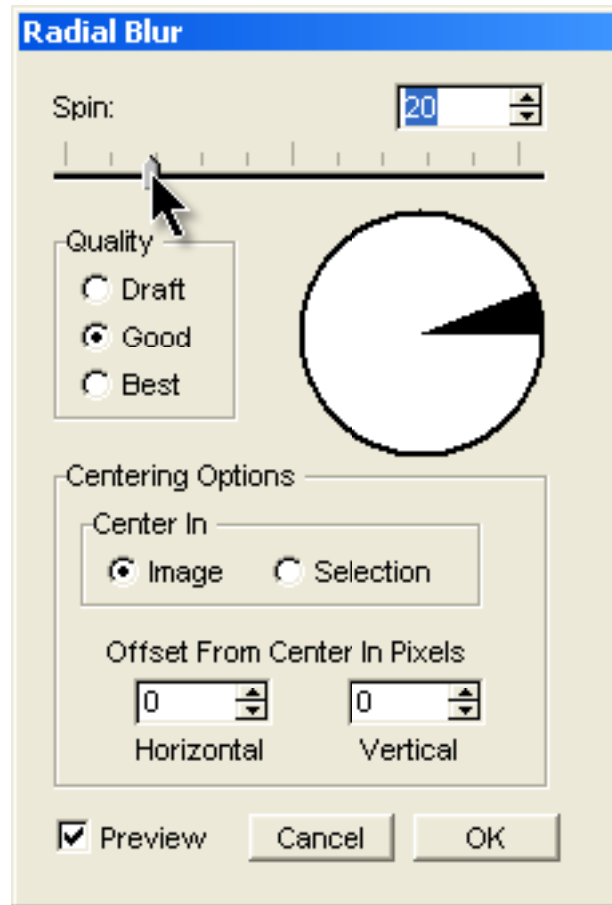 Radial Blur
Spin:
20
Quality
Draft
Good
Best
Centering Options
Center In
Image Selection
Offset From Center In Pixels
0 0
Horizontal Vertical
Preview Cancel OK